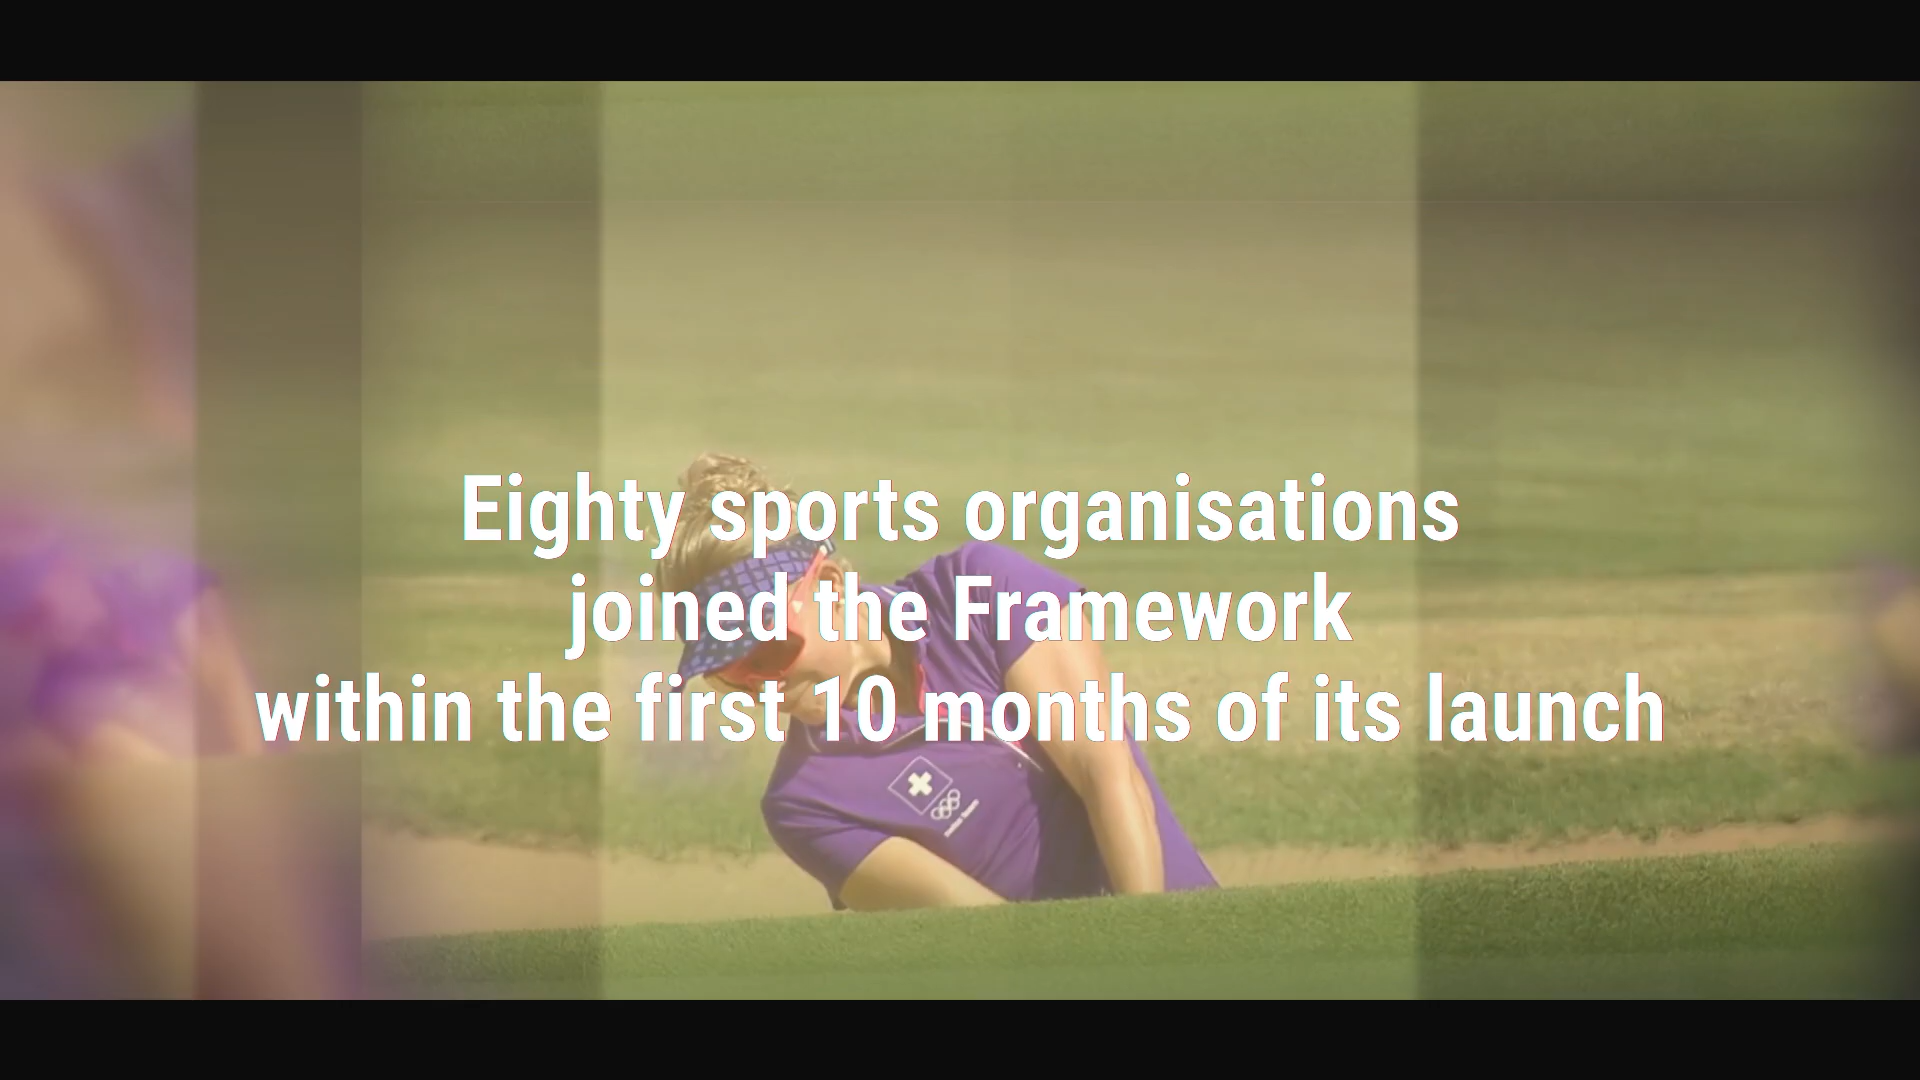 Eighty sports organisations
joined the Framework
within the first 10 months of its launch